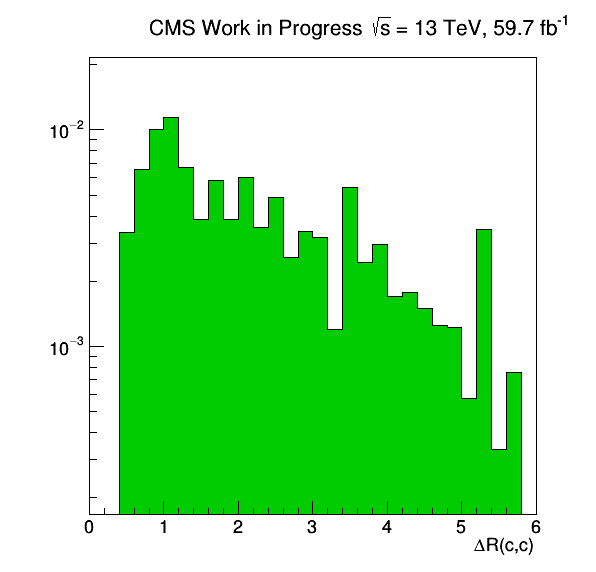 CMS Work in Progress √s = 13 TeV, 59.7 fb⁻¹
10⁻²
10⁻³
0 1 2 3 4 5 6
ΔR(c,c)